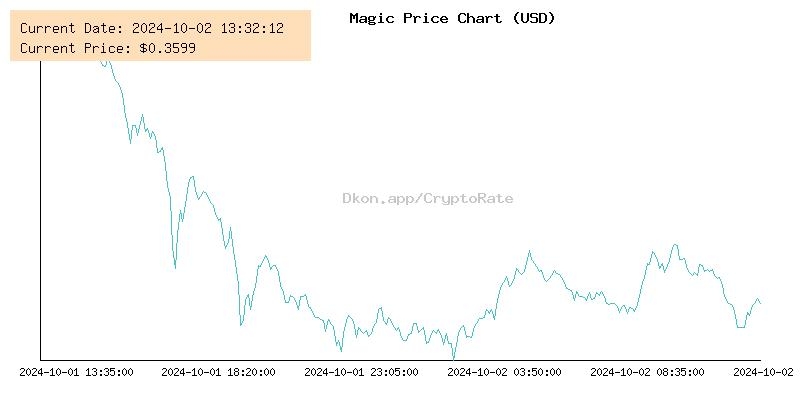 Magic Price Chart (USD)
Current Date: 2024-10-02 13:32:12
Current Price: $0.3599
Dkon.app/CryptoRate
2024-10-01 13:35:00 2024-10-01 18:20:00 2024-10-01 23:05:00 2024-10-02 03:50:00 2024-10-02 08:35:00 2024-10-02